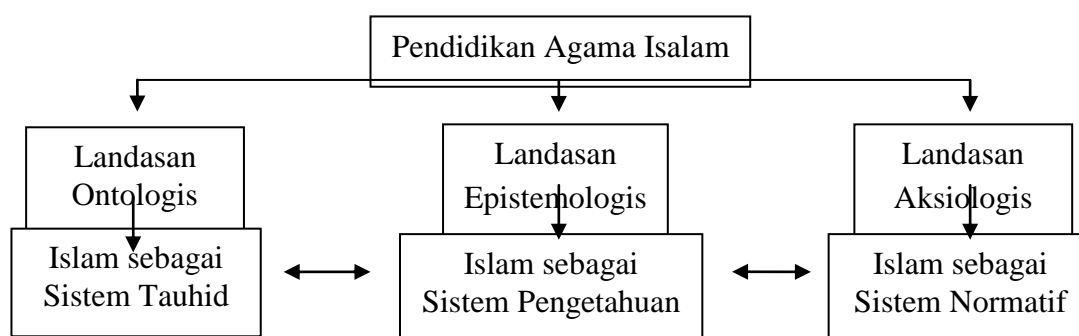 Pendidikan Agama Isalam
Landasan
Ontologis
Landasan
Epistemologis
Landasan
Aksiologis
Islam sebagai
Sistem Tauhid
Islam sebagai
Sistem Pengetahuan
Islam sebagai
Sistem Normatif